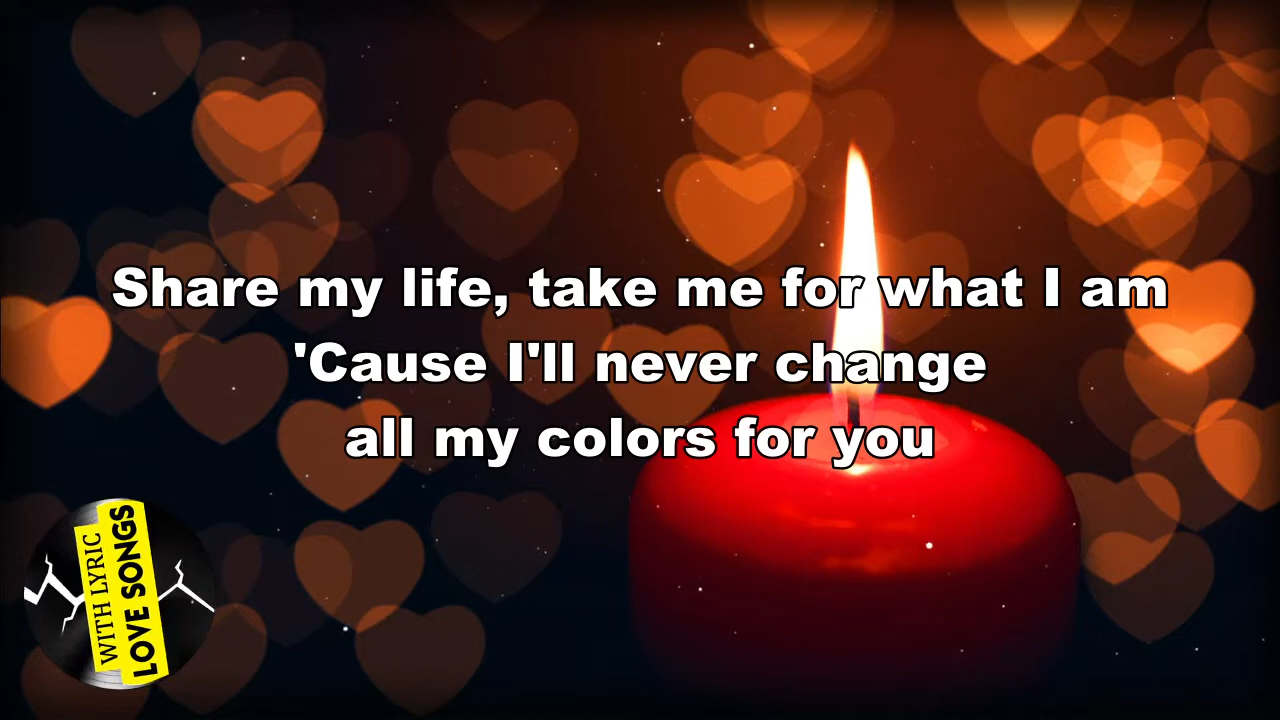 Share my life, take me for what I am
'Cause I'll never change
all my colors for you
WITH LYRIC
LOVE SONGS